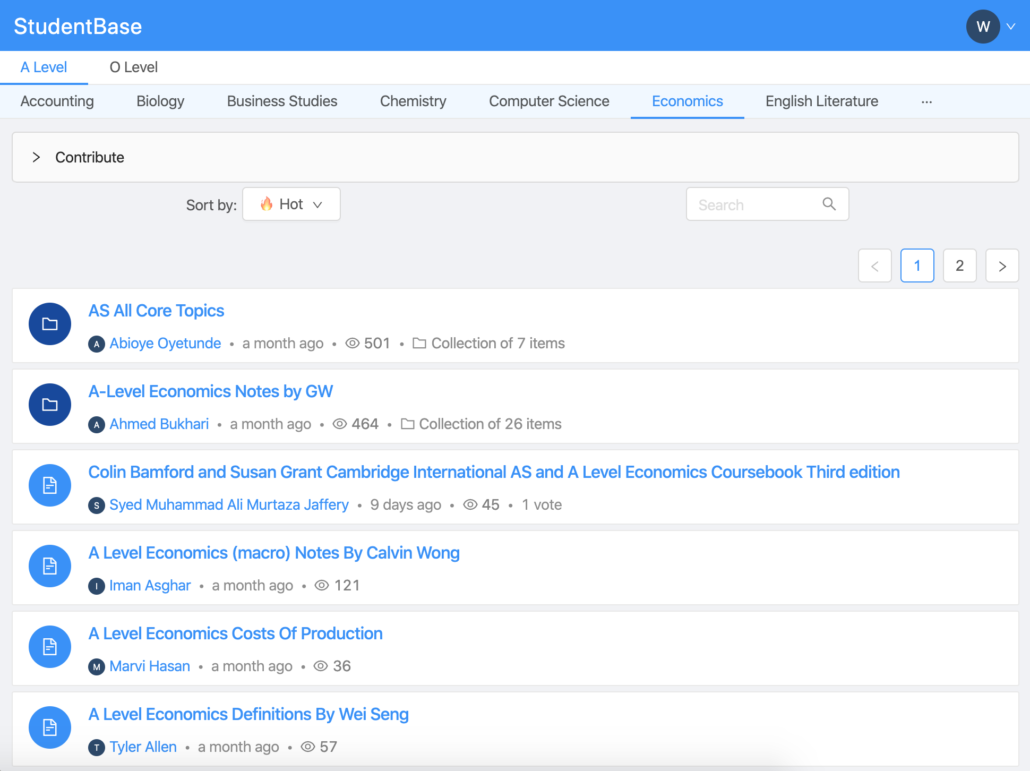 StudentBase
W
A Level O Level
Accounting Biology Business Studies Chemistry Computer Science Economics English Literature ...
Contribute
Sort by: 🔥 Hot
Search
< 1 2 >
AS All Core Topics
A Abioye Oyetunde • a month ago • 501 • Collection of 7 items
A-Level Economics Notes by GW
A Ahmed Bukhari • a month ago • 464 • Collection of 26 items
Colin Bamford and Susan Grant Cambridge International AS and A Level Economics Coursebook Third edition
S Syed Muhammad Ali Murtaza Jaffery • 9 days ago • 45 • 1 vote
A Level Economics (macro) Notes By Calvin Wong
I Iman Asghar • a month ago • 121
A Level Economics Costs Of Production
M Marvi Hasan • a month ago • 36
A Level Economics Definitions By Wei Seng
T Tyler Allen • a month ago • 57